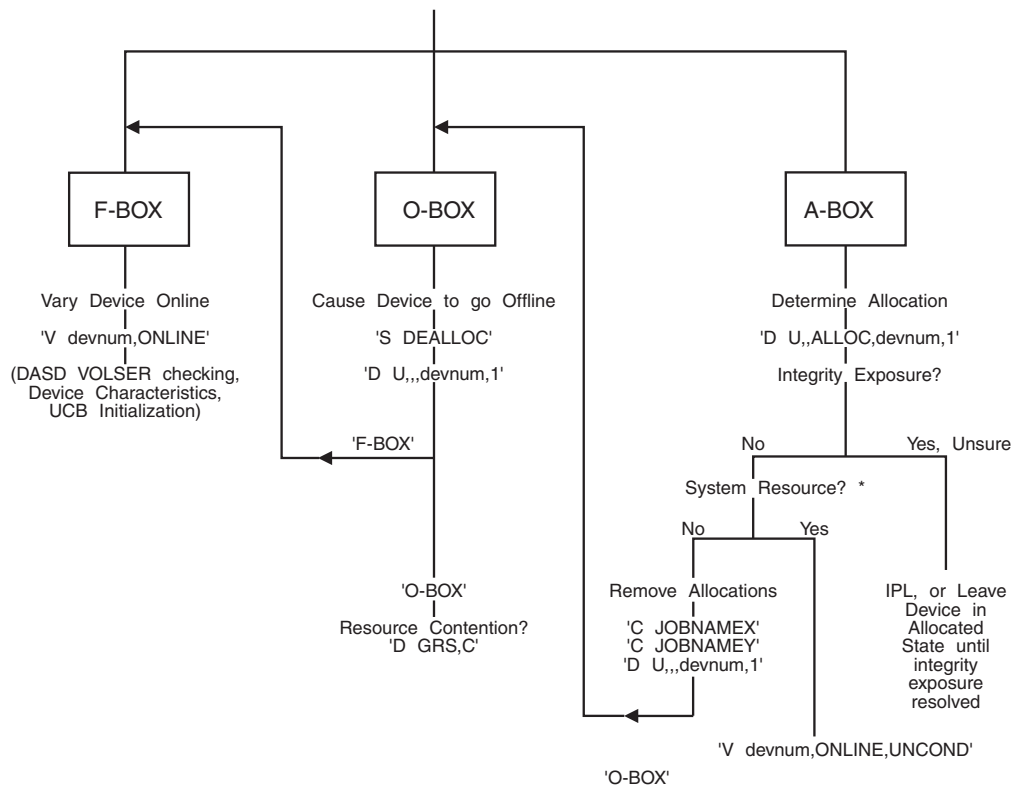 F-BOX
Vary Device Online
'V devnum,ONLINE'
(DASD VOLSER checking,
Device Characteristics,
UCB Initialization)
O-BOX
Cause Device to go Offline
'S DEALLOC'
'D U,,,devnum,1'
'F-BOX'
'O-BOX'
Resource Contention?
'D GRS,C'
A-BOX
Determine Allocation
'D U,,ALLOC,devnum,1'
Integrity Exposure?
No
Yes, Unsure
System Resource? *
No
Yes
Remove Allocations
'C JOBNAMEX'
'C JOBNAMEY'
'D U,,,devnum,1'
IPL, or Leave
Device in
Allocated
State until
integrity
exposure
resolved
'V devnum,ONLINE,UNCOND'
'O-BOX'